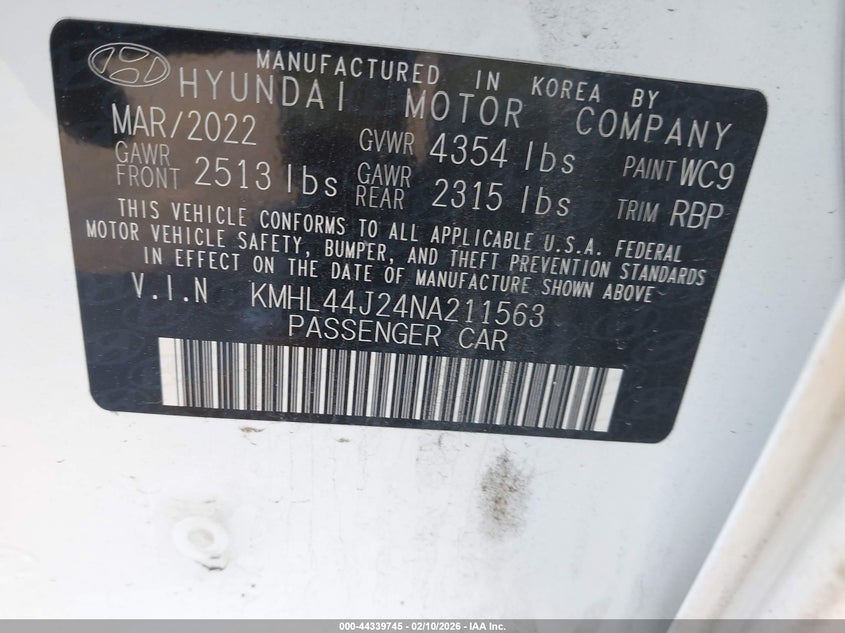 MANUFACTURED IN KOREA BY
HYUNDAI MOTOR COMPANY
MAR/2022 GVWR 4354 lbs PAINT WC9
GAWR FRONT 2513 lbs GAWR REAR 2315 lbs TRIM RBP
THIS VEHICLE CONFORMS TO ALL APPLICABLE U.S.A. FEDERAL
MOTOR VEHICLE SAFETY, BUMPER, AND THEFT PREVENTION STANDARDS
IN EFFECT ON THE DATE OF MANUFACTURE SHOWN ABOVE
V.I.N KMHL44J24NA211563
PASSENGER CAR
000-44339745 - 02/10/2026 - IAA Inc.